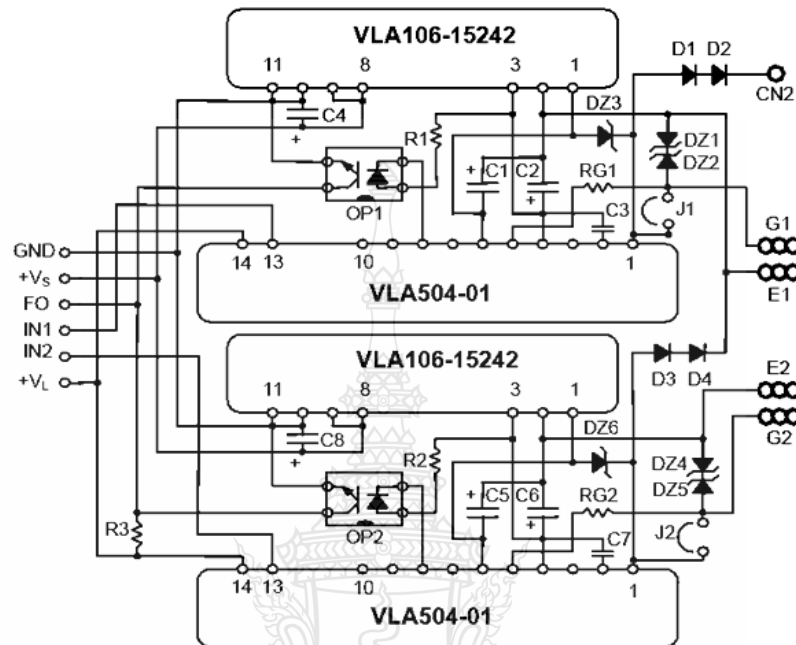 VLA106-15242
11 8 3 1
D1 D2
CN2
C4
+
R1
DZ3
DZ1
DZ2
OP1
+ C1 C2 +
RG1
C3
J1
G1
E1
14 13 10 1
VLA504-01
GND
+VS
FO
IN1
IN2
+VL
VLA106-15242
11 8 3 1
D3 D4
E2
G2
C8
+
R2
DZ6
DZ4
DZ5
OP2
+ C5 C6 +
RG2
C7
J2
R3
14 13 10 1
VLA504-01